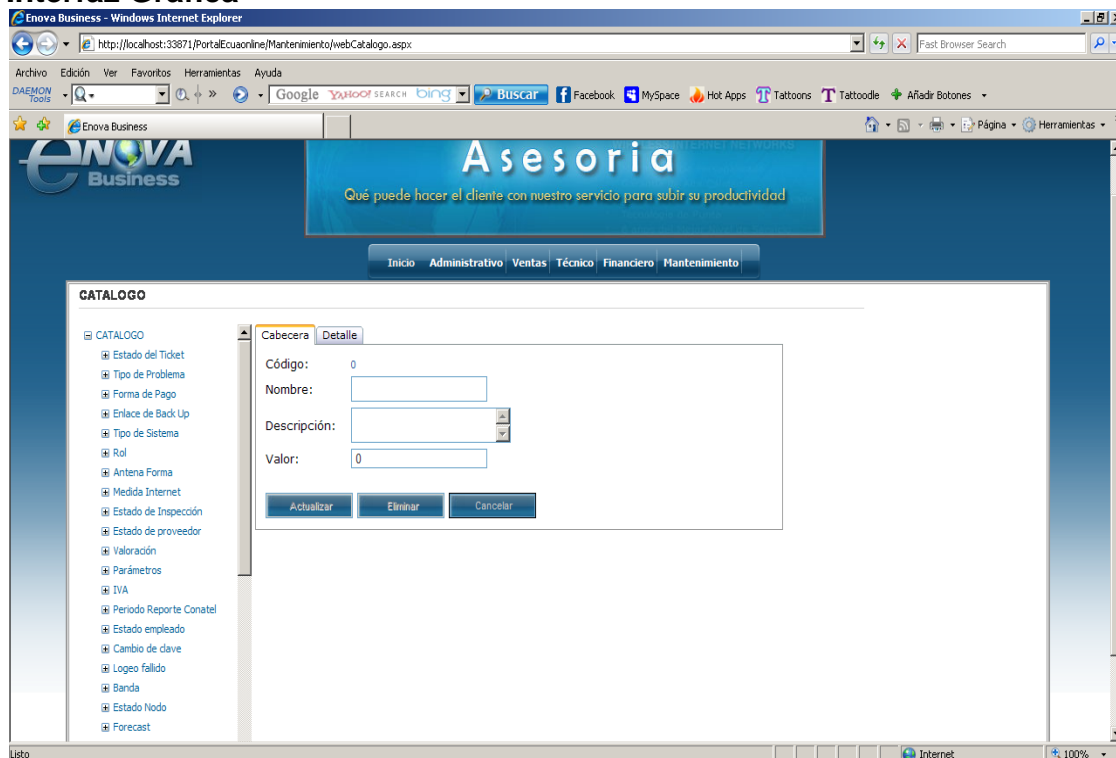 Interfaz Gráfica
Enova Business - Windows Internet Explorer
http://localhost:33871/PortalEcuaonline/Mantenimiento/webCatalogo.aspx
Fast Browser Search
Archivo Edición Ver Favoritos Herramientas Ayuda
DAEMON Tools
Google YAHOO! SEARCH bing Buscar Facebook MySpace Hot Apps Tattoons Tattoodle Añadir Botones
Enova Business
Página Herramientas
ENOVA
Business
Asesoria
Qué puede hacer el cliente con nuestro servicio para subir su productividad
Inicio Administrativo Ventas Técnico Financiero Mantenimiento
CATALOGO
CATALOGO
Estado del Ticket
Tipo de Problema
Forma de Pago
Enlace de Back Up
Tipo de Sistema
Rol
Antena Forma
Medida Internet
Estado de Inspección
Estado de proveedor
Valoración
Parámetros
IVA
Periodo Reporte Conatel
Estado empleado
Cambio de clave
Logeo fallido
Banda
Estado Nodo
Forecast
Cabecera Detalle
Código: 0
Nombre:
Descripción:
Valor: 0
Actualizar Eliminar Cancelar
Listo
Internet
100%